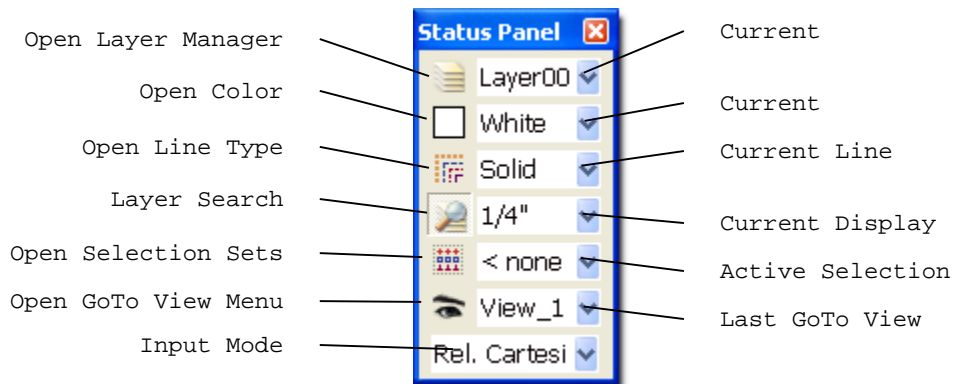 Status Panel
Open Layer Manager Layer00 Current
Open Color White Current
Open Line Type Solid Current Line
Layer Search 1/4" Current Display
Open Selection Sets < none Active Selection
Open GoTo View Menu View_1 Last GoTo View
Input Mode Rel. Cartesi